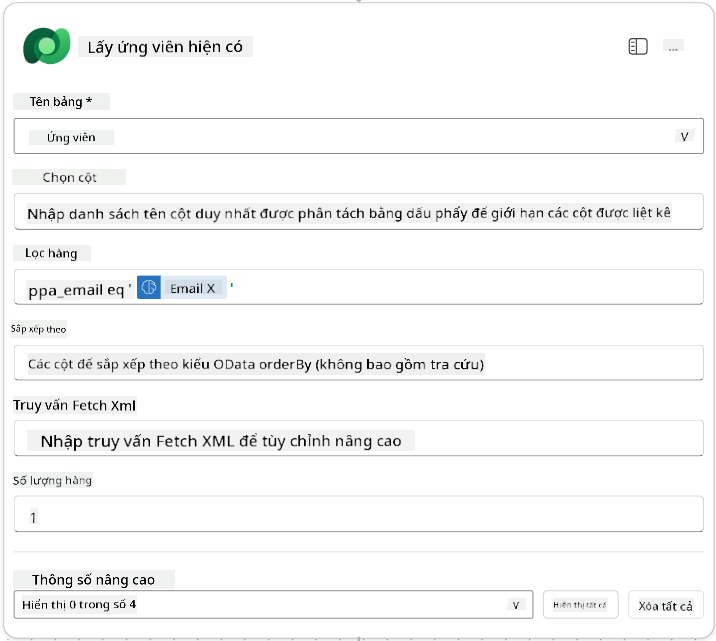 Lấy ứng viên hiện có
...
Tên bảng *
Ứng viên
Chọn cột
Nhập danh sách tên cột duy nhất được phân tách bằng dấu phẩy để giới hạn các cột được liệt kê
Lọc hàng
ppa_email eq ' Email X '
Sắp xếp theo
Các cột để sắp xếp theo kiểu OData orderBy (không bao gồm tra cứu)
Truy vấn Fetch Xml
Nhập truy vấn Fetch XML để tùy chỉnh nâng cao
Số lượng hàng
1
Thông số nâng cao
Hiển thị 0 trong số 4
Hiển thị tất cả
Xóa tất cả